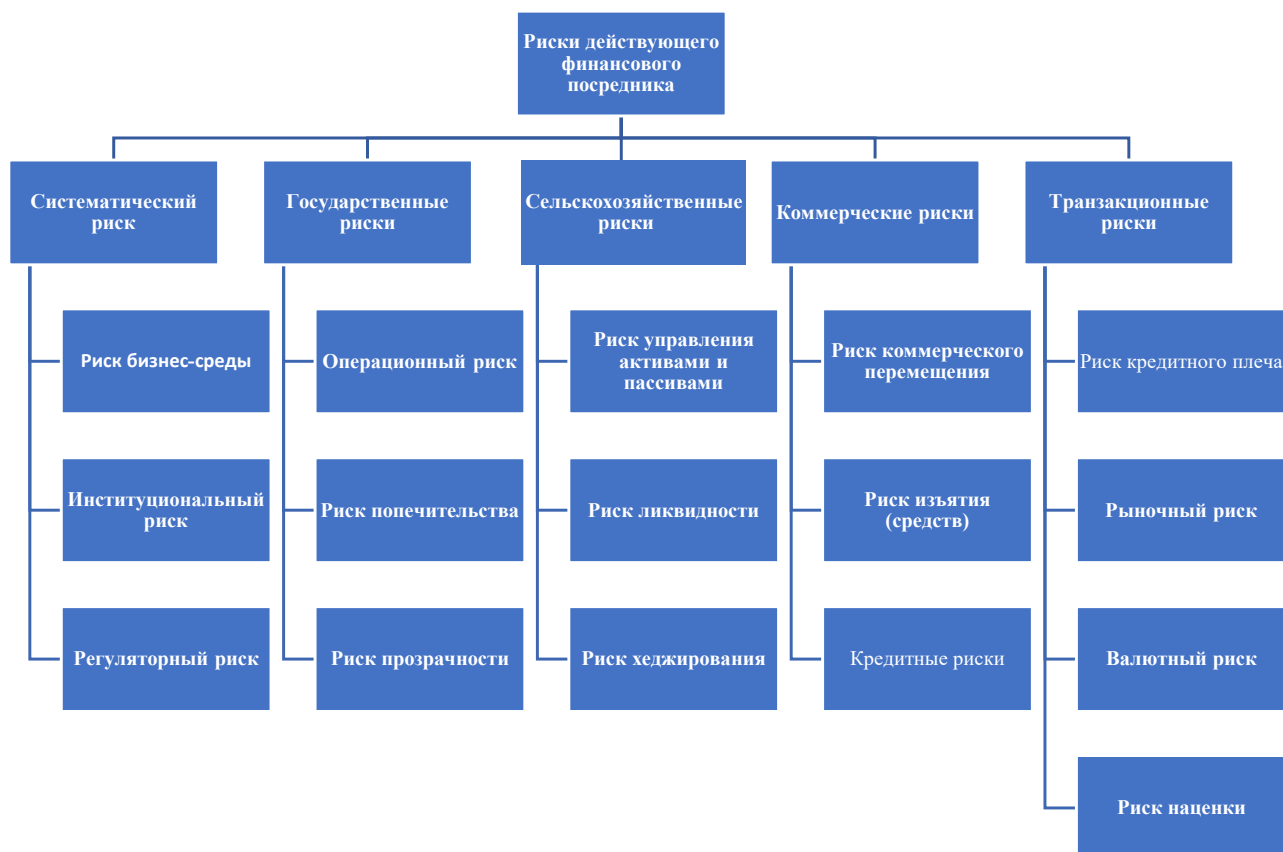 Риски действующего
финансового
посредника
Систематический
риск
Государственные
риски
Сельскохозяйственные
риски
Коммерческие риски
Транзакционные
риски
Риск бизнес-среды
Операционный риск
Риск управления
активами и
пассивами
Риск коммерческого
перемещения
Риск кредитного плеча
Институциональный
риск
Риск попечительства
Риск ликвидности
Риск изъятия
(средств)
Рыночный риск
Регуляторный риск
Риск прозрачности
Риск хеджирования
Кредитные риски
Валютный риск
Риск наценки